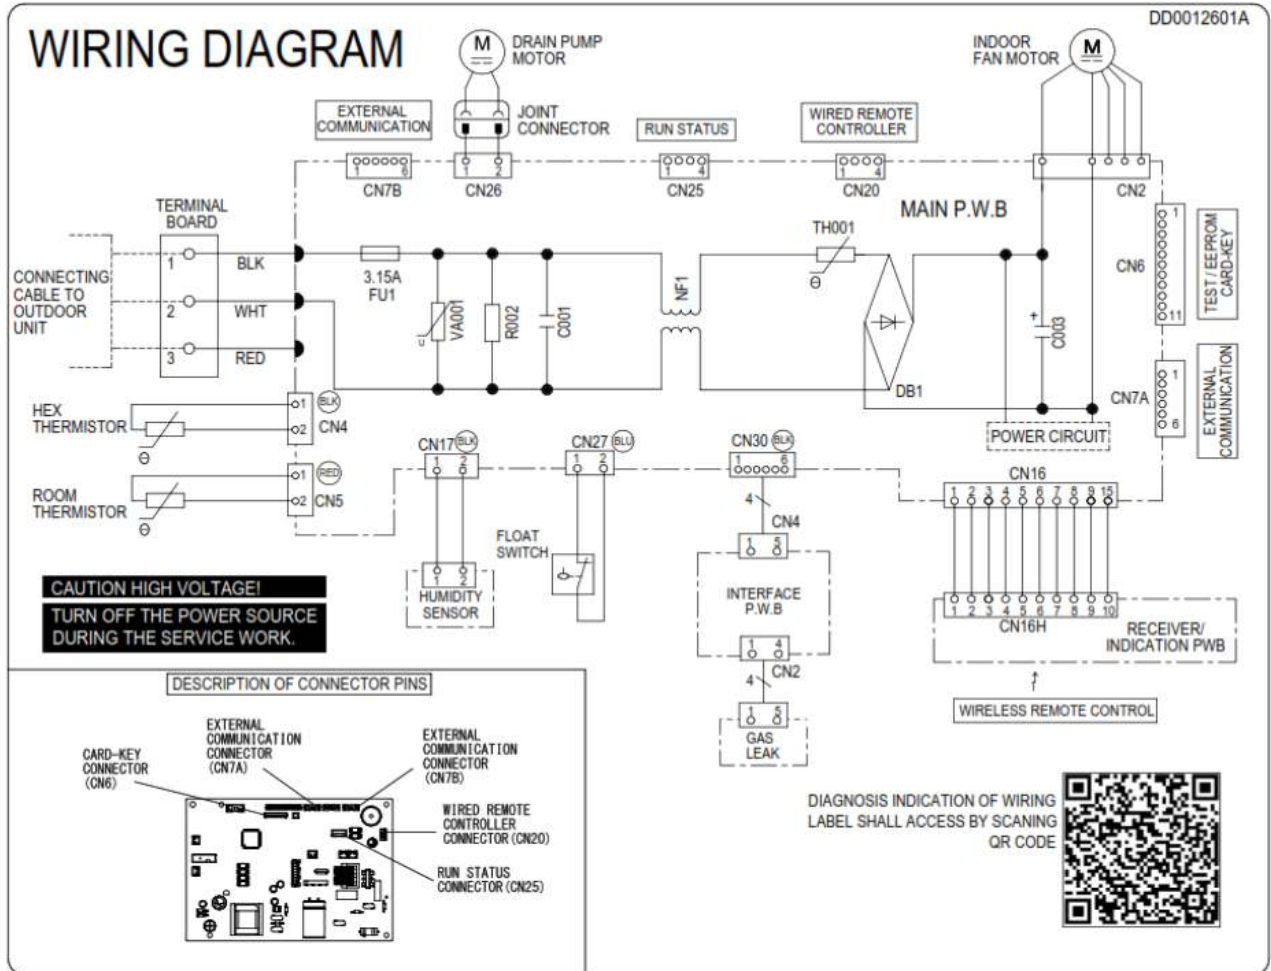 DD0012601A
WIRING DIAGRAM
M
DRAIN PUMP
MOTOR
INDOOR
FAN MOTOR
M
EXTERNAL
COMMUNICATION
JOINT
CONNECTOR
RUN STATUS
WIRED REMOTE
CONTROLLER
1 6
CN7B
1 2
CN26
1 4
CN25
1 4
CN20
CN2
MAIN P.W.B
TERMINAL
BOARD
CONNECTING
CABLE TO
OUTDOOR
UNIT
1
BLK
2
WHT
3
RED
3.15A
FU1
VA001
U
R002
C001
NF1
TH001
θ
DB1
+
C003
POWER CIRCUIT
CN6
1
11
TEST / EEPROM
CARD-KEY
CN7A
1
6
EXTERNAL
COMMUNICATION
HEX
THERMISTOR
θ
1
BLK
2
CN4
ROOM
THERMISTOR
θ
1
RED
2
CN5
CN17
BLK
1 2
1 2
HUMIDITY
SENSOR
CN27
BLU
1 2
FLOAT
SWITCH
CN30
BLK
1 6
4
CN4
1 5
INTERFACE
P.W.B
1 4
CN2
4
1 5
GAS
LEAK
CN16
1 2 3 4 5 6 7 8 9 15
1 2 3 4 5 6 7 8 9 10
CN16H
RECEIVER/
INDICATION PWB
WIRELESS REMOTE CONTROL
CAUTION HIGH VOLTAGE!
TURN OFF THE POWER SOURCE
DURING THE SERVICE WORK.
DESCRIPTION OF CONNECTOR PINS
CARD-KEY
CONNECTOR
(CN6)
EXTERNAL
COMMUNICATION
CONNECTOR
(CN7A)
EXTERNAL
COMMUNICATION
CONNECTOR
(CN7B)
WIRED REMOTE
CONTROLLER
CONNECTOR(CN20)
RUN STATUS
CONNECTOR(CN25)
DIAGNOSIS INDICATION OF WIRING
LABEL SHALL ACCESS BY SCANING
QR CODE